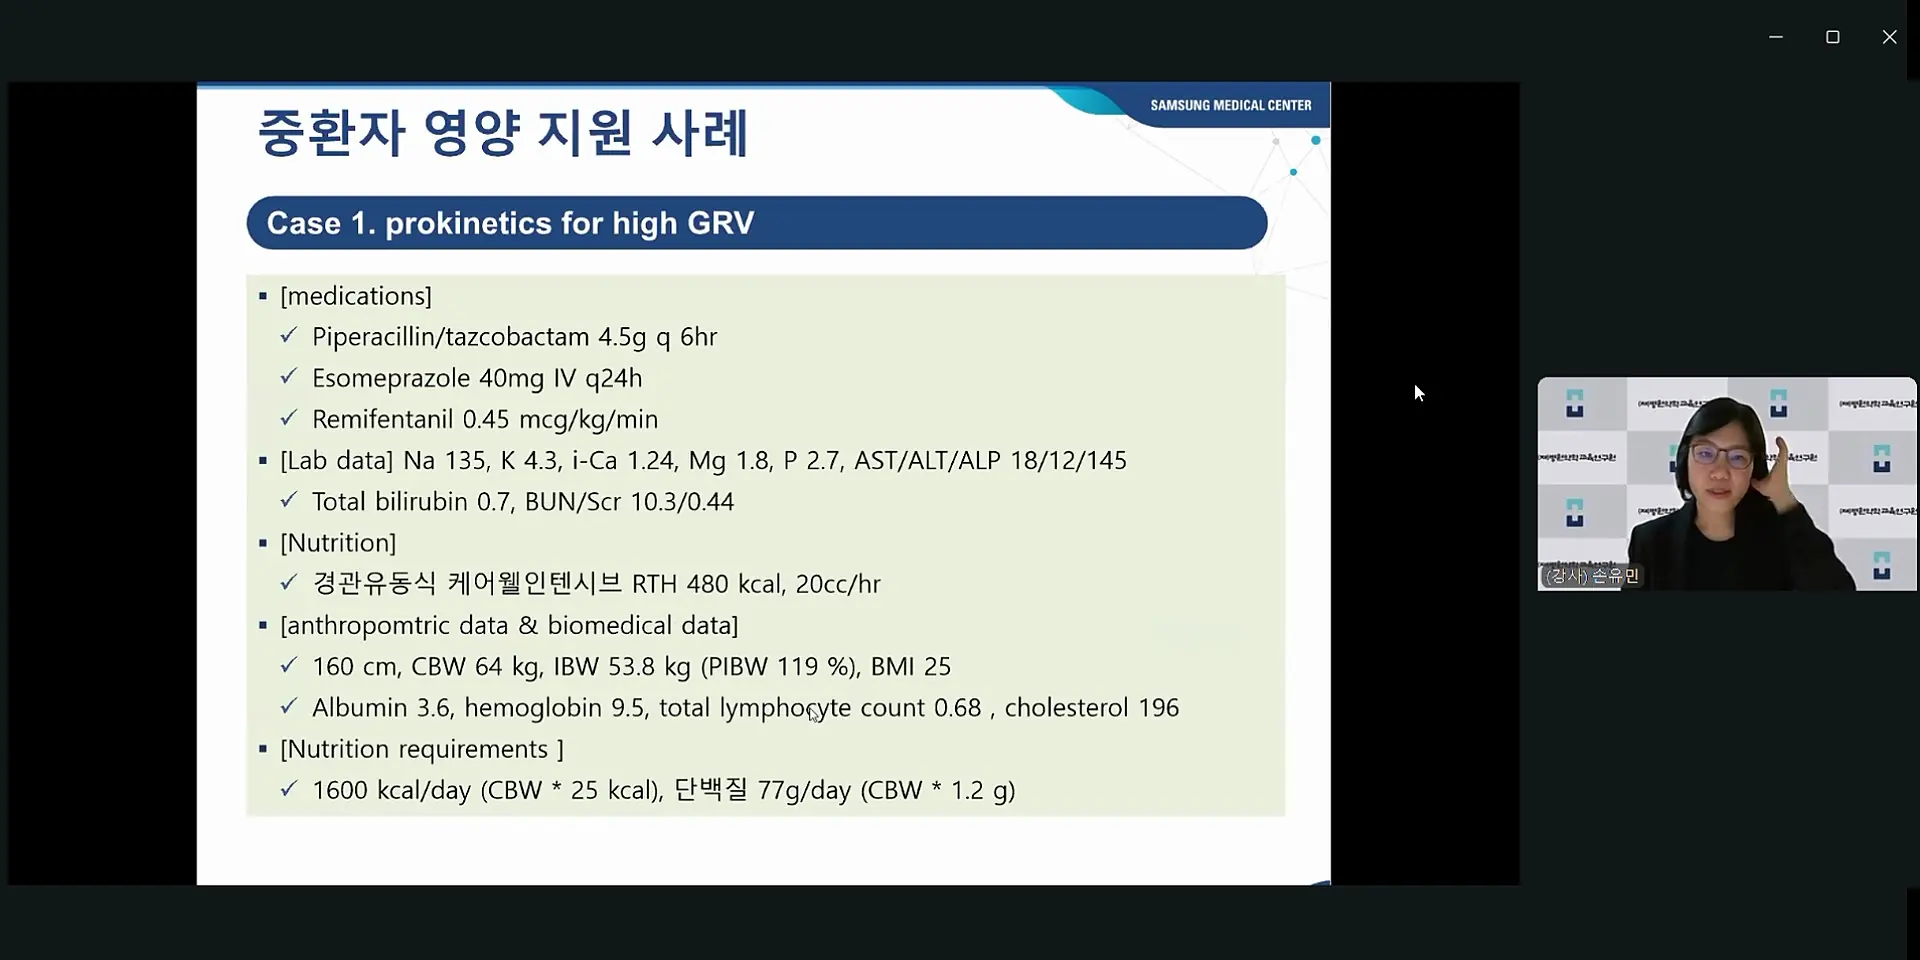 SAMSUNG MEDICAL CENTER
중환자 영양 지원 사례
Case 1. prokinetics for high GRV
▪ [medications]
✓ Piperacillin/tazcobactam 4.5g q 6hr
✓ Esomeprazole 40mg IV q24h
✓ Remifentanil 0.45 mcg/kg/min
▪ [Lab data] Na 135, K 4.3, i-Ca 1.24, Mg 1.8, P 2.7, AST/ALT/ALP 18/12/145
✓ Total bilirubin 0.7, BUN/Scr 10.3/0.44
▪ [Nutrition]
✓ 경관유동식 케어웰인텐시브 RTH 480 kcal, 20cc/hr
▪ [anthropomtric data & biomedical data]
✓ 160 cm, CBW 64 kg, IBW 53.8 kg (PIBW 119 %), BMI 25
✓ Albumin 3.6, hemoglobin 9.5, total lymphocyte count 0.68 , cholesterol 196
▪ [Nutrition requirements ]
✓ 1600 kcal/day (CBW * 25 kcal), 단백질 77g/day (CBW * 1.2 g)
(강사) 손유민